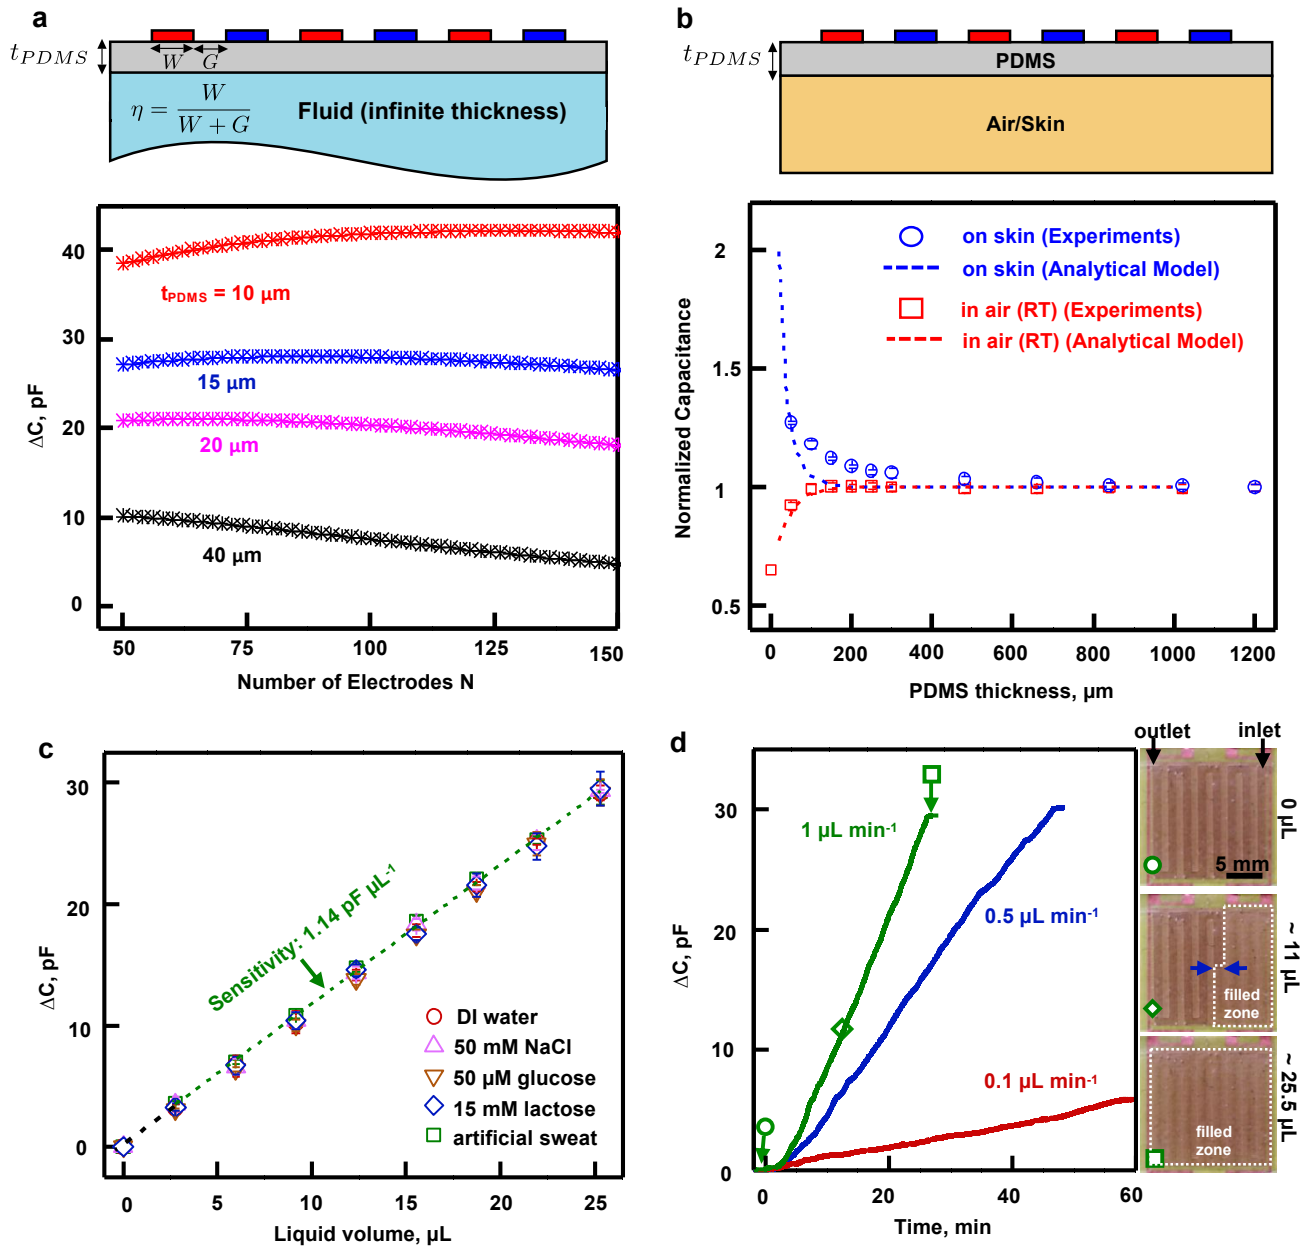 a
t_PDMS
W G
η = W / (W + G)
Fluid (infinite thickness)
40
30
20
10
0
ΔC, pF
t_PDMS = 10 µm
15 µm
20 µm
40 µm
50 75 100 125 150
Number of Electrodes N
b
t_PDMS
PDMS
Air/Skin
2
1.5
1
0.5
Normalized Capacitance
on skin (Experiments)
on skin (Analytical Model)
in air (RT) (Experiments)
in air (RT) (Analytical Model)
0 200 400 600 800 1000 1200
PDMS thickness, µm
c
30
20
10
0
ΔC, pF
Sensitivity: 1.14 pF µL⁻¹
DI water
50 mM NaCl
50 µM glucose
15 mM lactose
artificial sweat
0 5 10 15 20 25
Liquid volume, µL
d
30
20
10
0
ΔC, pF
1 µL min⁻¹
0.5 µL min⁻¹
0.1 µL min⁻¹
0 20 40 60
Time, min
outlet inlet
0 µL
5 mm
~ 11 µL
filled
zone
~ 25.5 µL
filled
zone